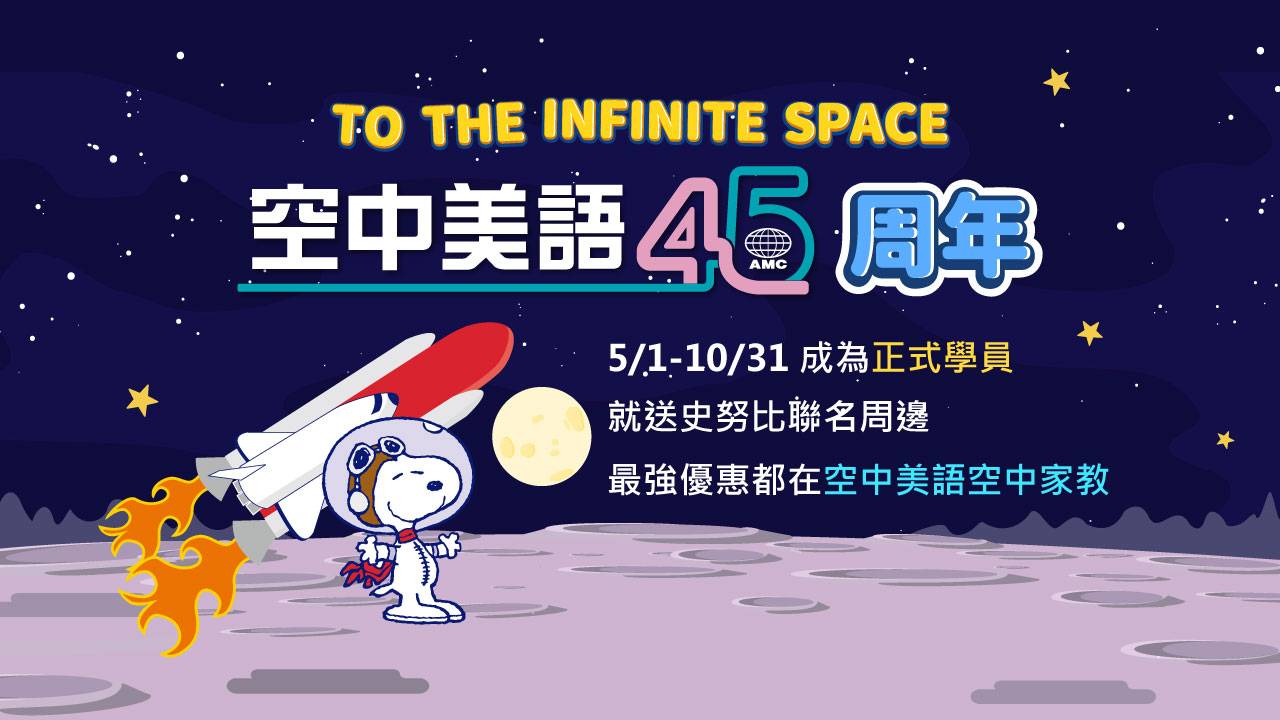 TO THE INFINITE SPACE
空中美語45周年
AMC
5/1-10/31 成為正式學員
就送史努比聯名周邊
最強優惠都在空中美語空中家教